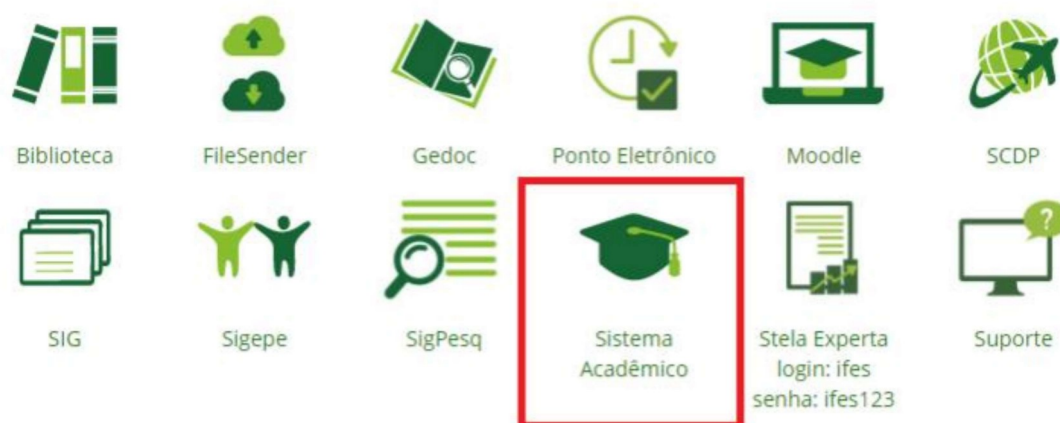 Biblioteca
FileSender
Gedoc
Ponto Eletrônico
Moodle
SCDP
SIG
Sigepe
SigPesq
Sistema
Acadêmico
Stela Experta
login: ifes
senha: ifes123
?
Suporte